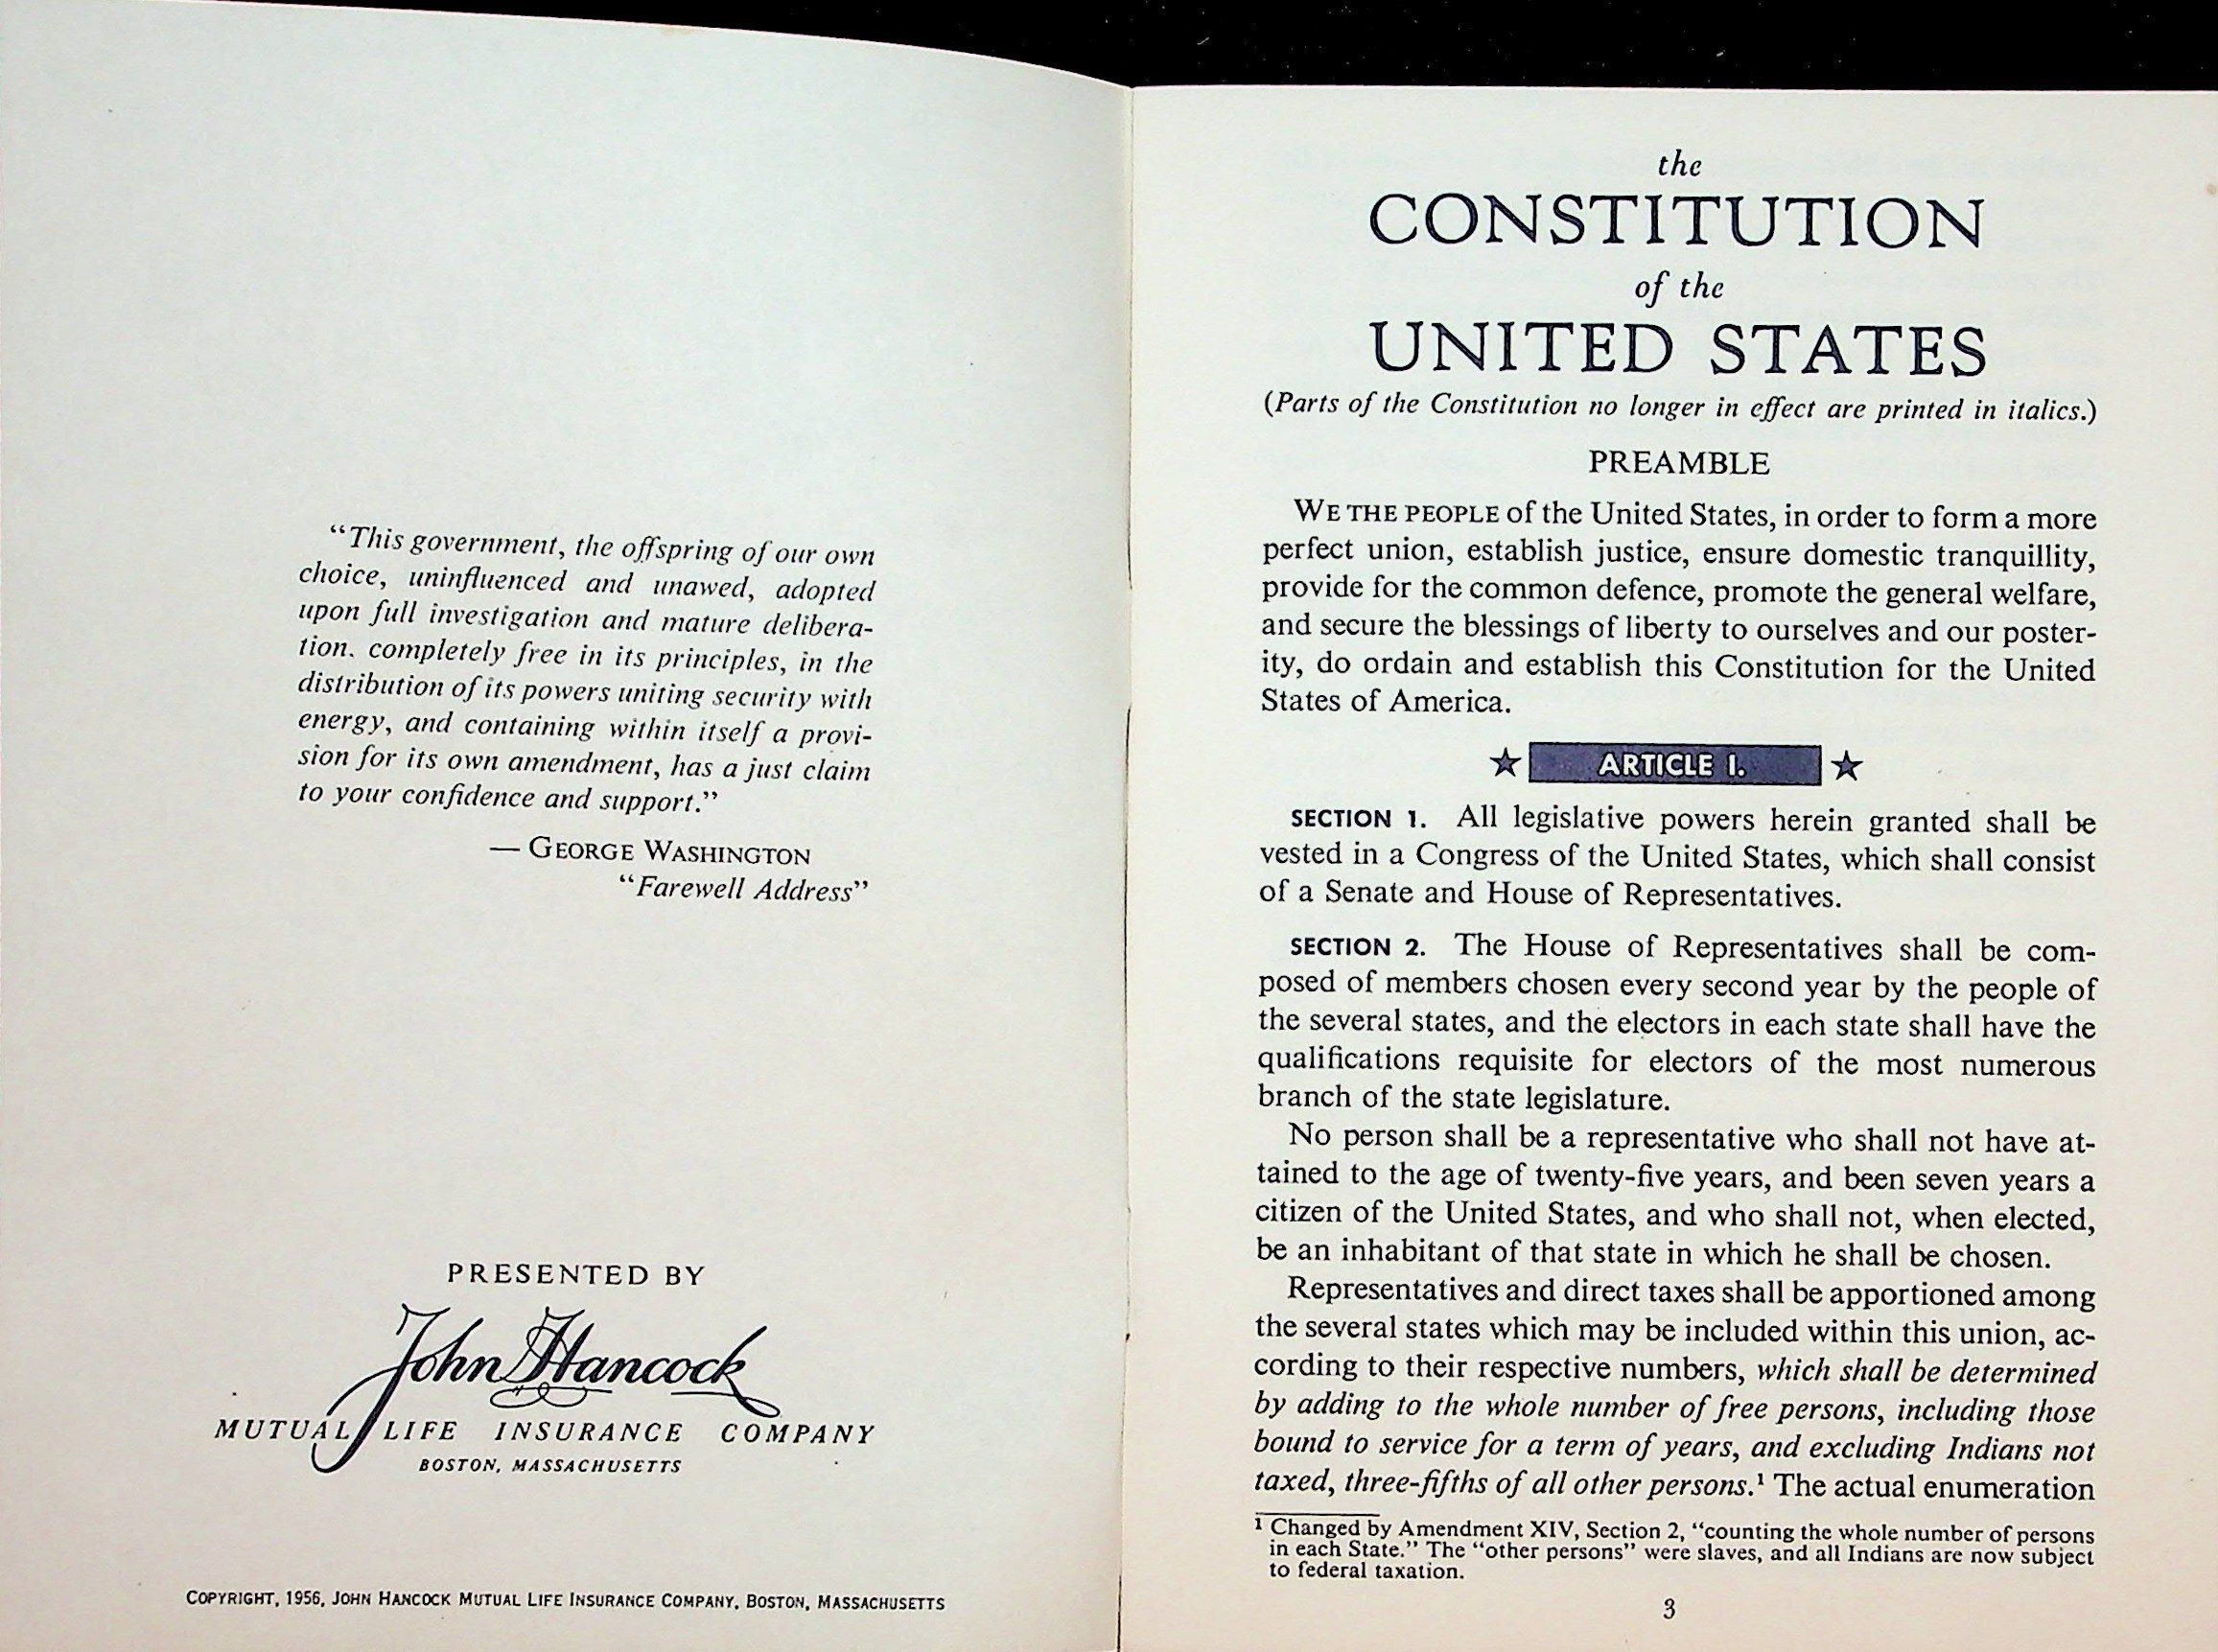 “This government, the offspring of our own
choice, uninfluenced and unawed, adopted
upon full investigation and mature delibera-
tion. completely free in its principles, in the
distribution of its powers uniting security with
energy, and containing within itself a provi-
sion for its own amendment, has a just claim
to your confidence and support.”
— GEORGE WASHINGTON
“Farewell Address”
PRESENTED BY
John Hancock
MUTUAL LIFE INSURANCE COMPANY
BOSTON, MASSACHUSETTS
COPYRIGHT, 1956, JOHN HANCOCK MUTUAL LIFE INSURANCE COMPANY, BOSTON, MASSACHUSETTS
the
CONSTITUTION
of the
UNITED STATES
(Parts of the Constitution no longer in effect are printed in italics.)
PREAMBLE
WE THE PEOPLE of the United States, in order to form a more
perfect union, establish justice, ensure domestic tranquillity,
provide for the common defence, promote the general welfare,
and secure the blessings of liberty to ourselves and our poster-
ity, do ordain and establish this Constitution for the United
States of America.
★ ARTICLE I. ★
SECTION 1. All legislative powers herein granted shall be
vested in a Congress of the United States, which shall consist
of a Senate and House of Representatives.
SECTION 2. The House of Representatives shall be com-
posed of members chosen every second year by the people of
the several states, and the electors in each state shall have the
qualifications requisite for electors of the most numerous
branch of the state legislature.
No person shall be a representative who shall not have at-
tained to the age of twenty-five years, and been seven years a
citizen of the United States, and who shall not, when elected,
be an inhabitant of that state in which he shall be chosen.
Representatives and direct taxes shall be apportioned among
the several states which may be included within this union, ac-
cording to their respective numbers, which shall be determined
by adding to the whole number of free persons, including those
bound to service for a term of years, and excluding Indians not
taxed, three-fifths of all other persons.¹ The actual enumeration
¹ Changed by Amendment XIV, Section 2, “counting the whole number of persons
in each State.” The “other persons” were slaves, and all Indians are now subject
to federal taxation.
3